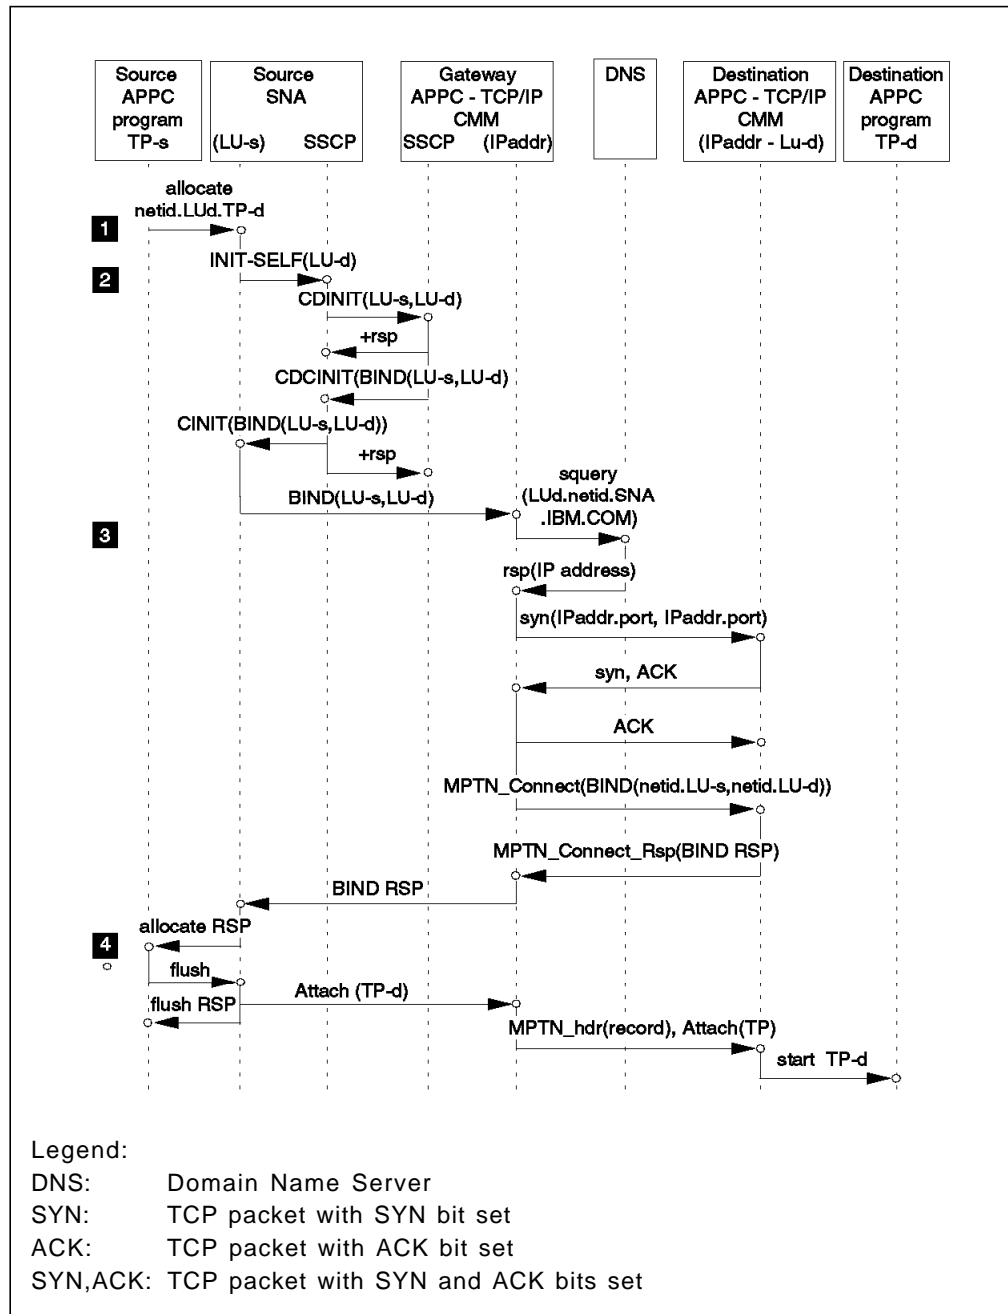 Source
APPC
program
TP-s
Source
SNA
(LU-s) SSCP
Gateway
APPC - TCP/IP
CMM
SSCP (IPaddr)
DNS
Destination
APPC - TCP/IP
CMM
(IPaddr - Lu-d)
Destination
APPC
program
TP-d
allocate
netid.LUd.TP-d
1
INIT-SELF(LU-d)
2
CDINIT(LU-s,LU-d)
+rsp
CDCINIT(BIND(LU-s,LU-d)
CINIT(BIND(LU-s,LU-d))
+rsp
squery
BIND(LU-s,LU-d)
(LUd.netid.SNA
.IBM.COM)
3
rsp(IP address)
syn(IPaddr.port, IPaddr.port)
syn, ACK
ACK
MPTN_Connect(BIND(netid.LU-s,netid.LU-d))
MPTN_Connect_Rsp(BIND RSP)
BIND RSP
allocate RSP
4
flush
Attach (TP-d)
flush RSP
MPTN_hdr(record), Attach(TP)
start TP-d
Legend:
DNS: Domain Name Server
SYN: TCP packet with SYN bit set
ACK: TCP packet with ACK bit set
SYN,ACK: TCP packet with SYN and ACK bits set